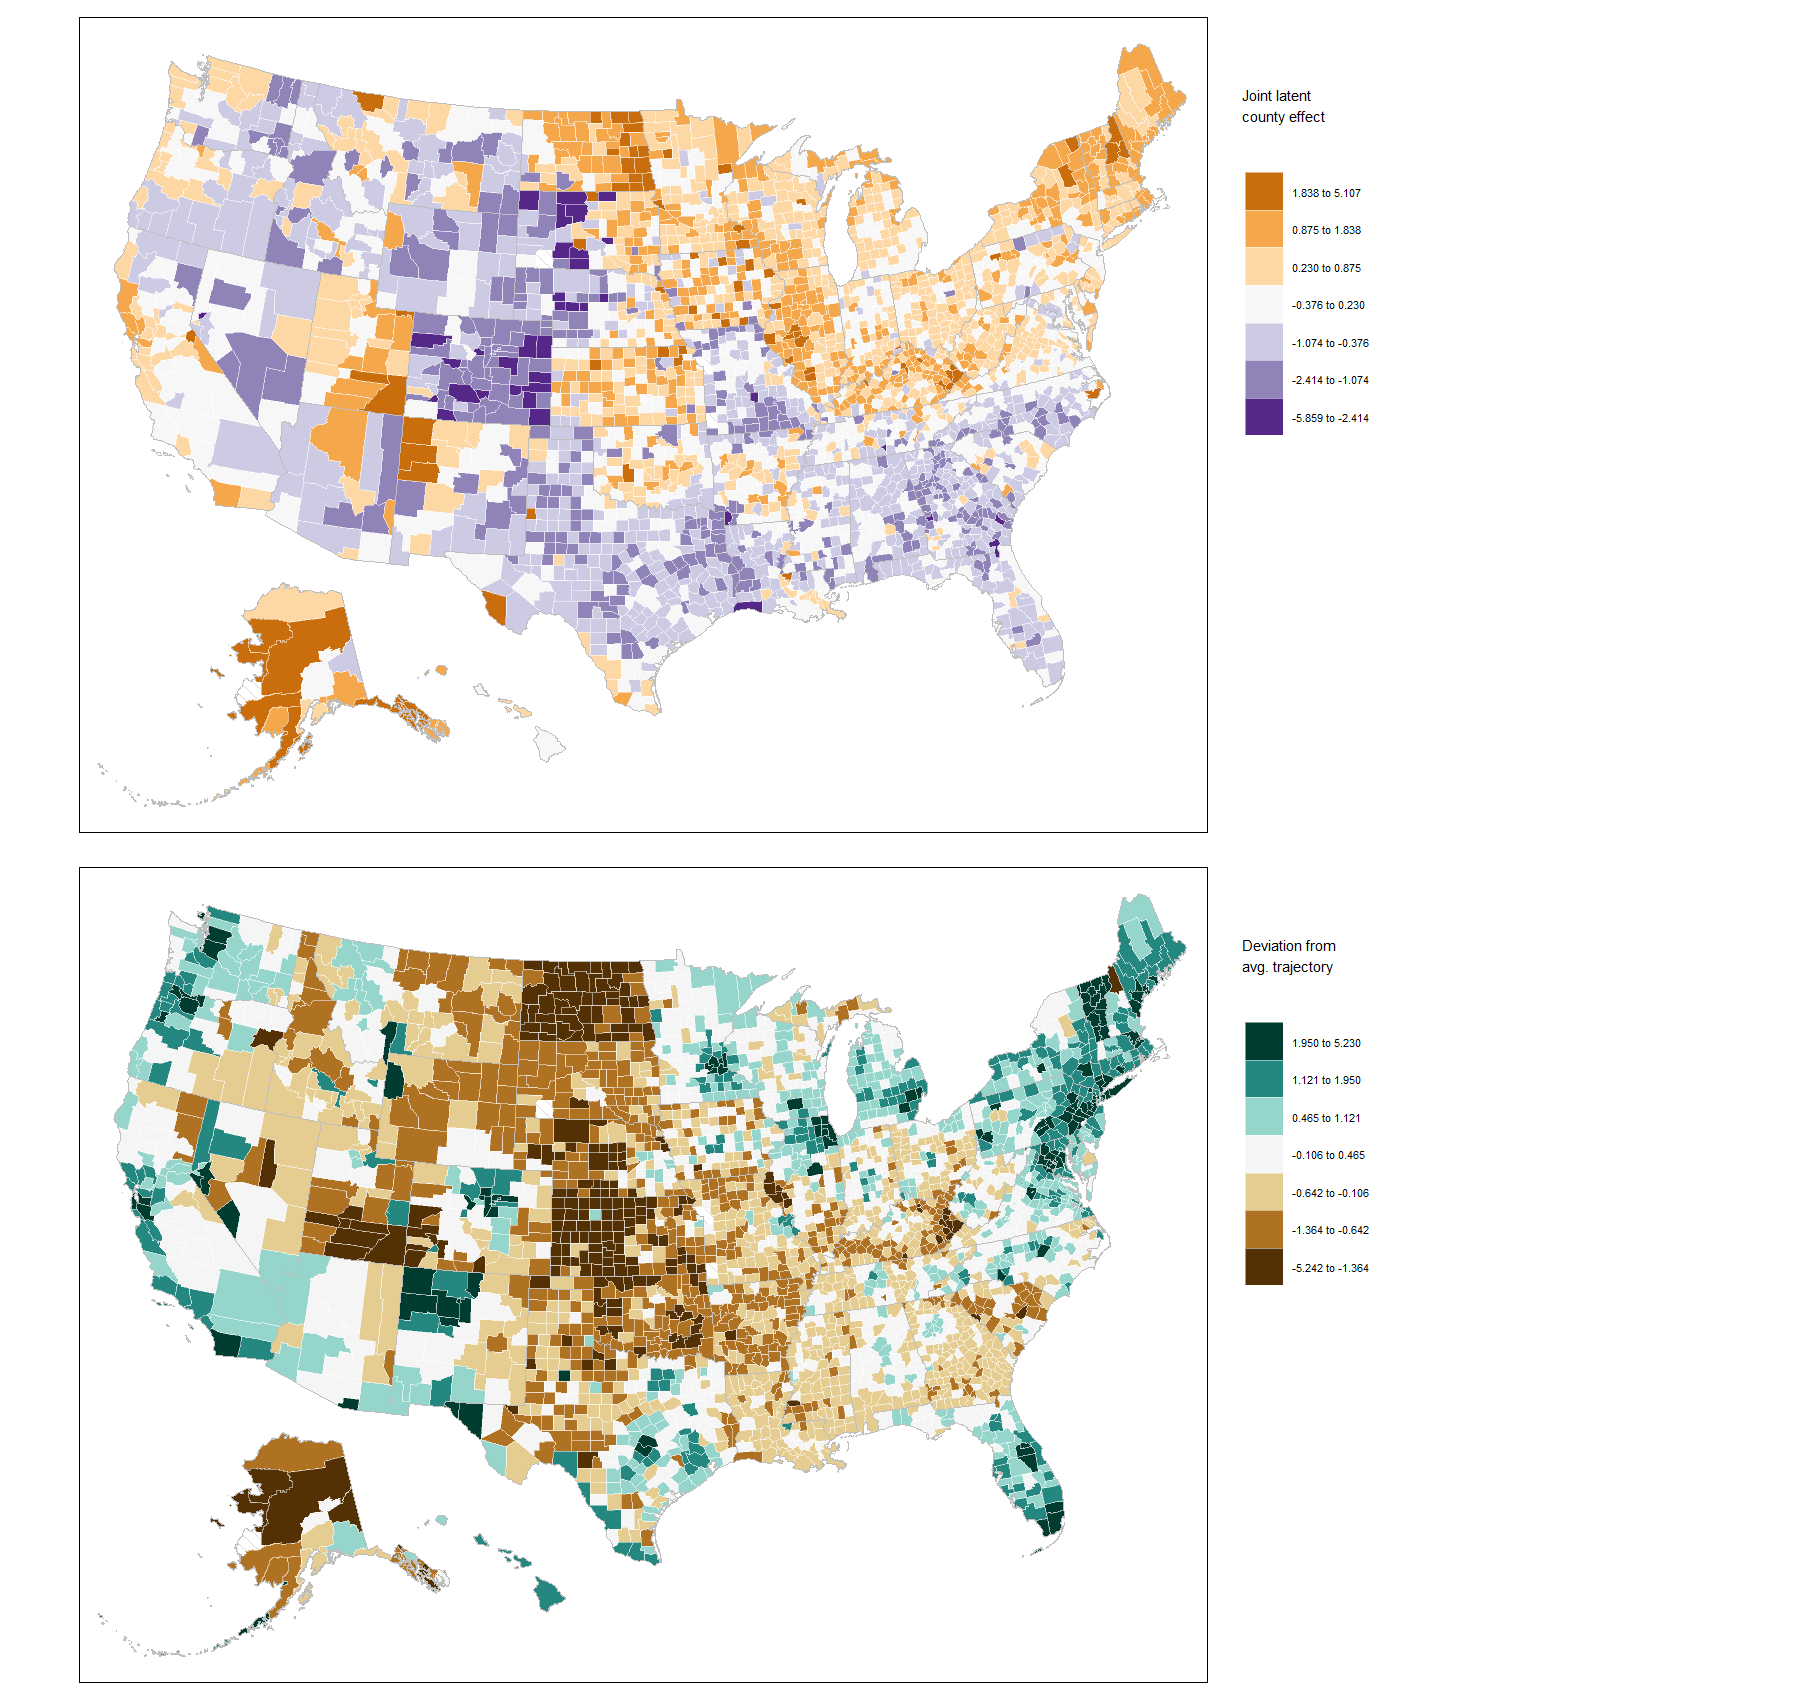 Joint latent
county effect
1.838 to 5.107
0.875 to 1.838
0.230 to 0.875
-0.376 to 0.230
-1.074 to -0.376
-2.414 to -1.074
-5.859 to -2.414
Deviation from
avg. trajectory
1.950 to 5.230
1.121 to 1.950
0.465 to 1.121
-0.106 to 0.465
-0.642 to -0.106
-1.364 to -0.642
-5.242 to -1.364